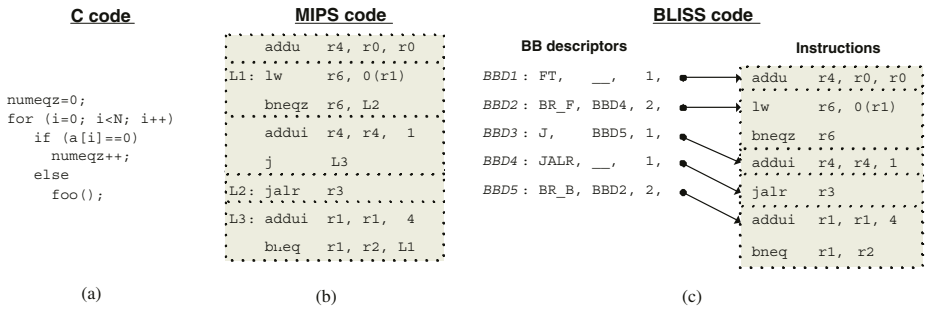 C code
numeqz=0;
for (i=0; i<N; i++)
if (a[i]==0)
numeqz++;
else
foo();
(a)
MIPS code
addu r4, r0, r0
L1: lw r6, 0(r1)
bneqz r6, L2
addui r4, r4, 1
j L3
L2: jalr r3
L3: addui r1, r1, 4
bneq r1, r2, L1
(b)
BLISS code
BB descriptors
BBD1: FT, __, 1,
BBD2: BR_F, BBD4, 2,
BBD3: J, BBD5, 1,
BBD4: JALR, __, 1,
BBD5: BR_B, BBD2, 2,
Instructions
addu r4, r0, r0
lw r6, 0(r1)
bneqz r6
addui r4, r4, 1
jalr r3
addui r1, r1, 4
bneq r1, r2
(c)